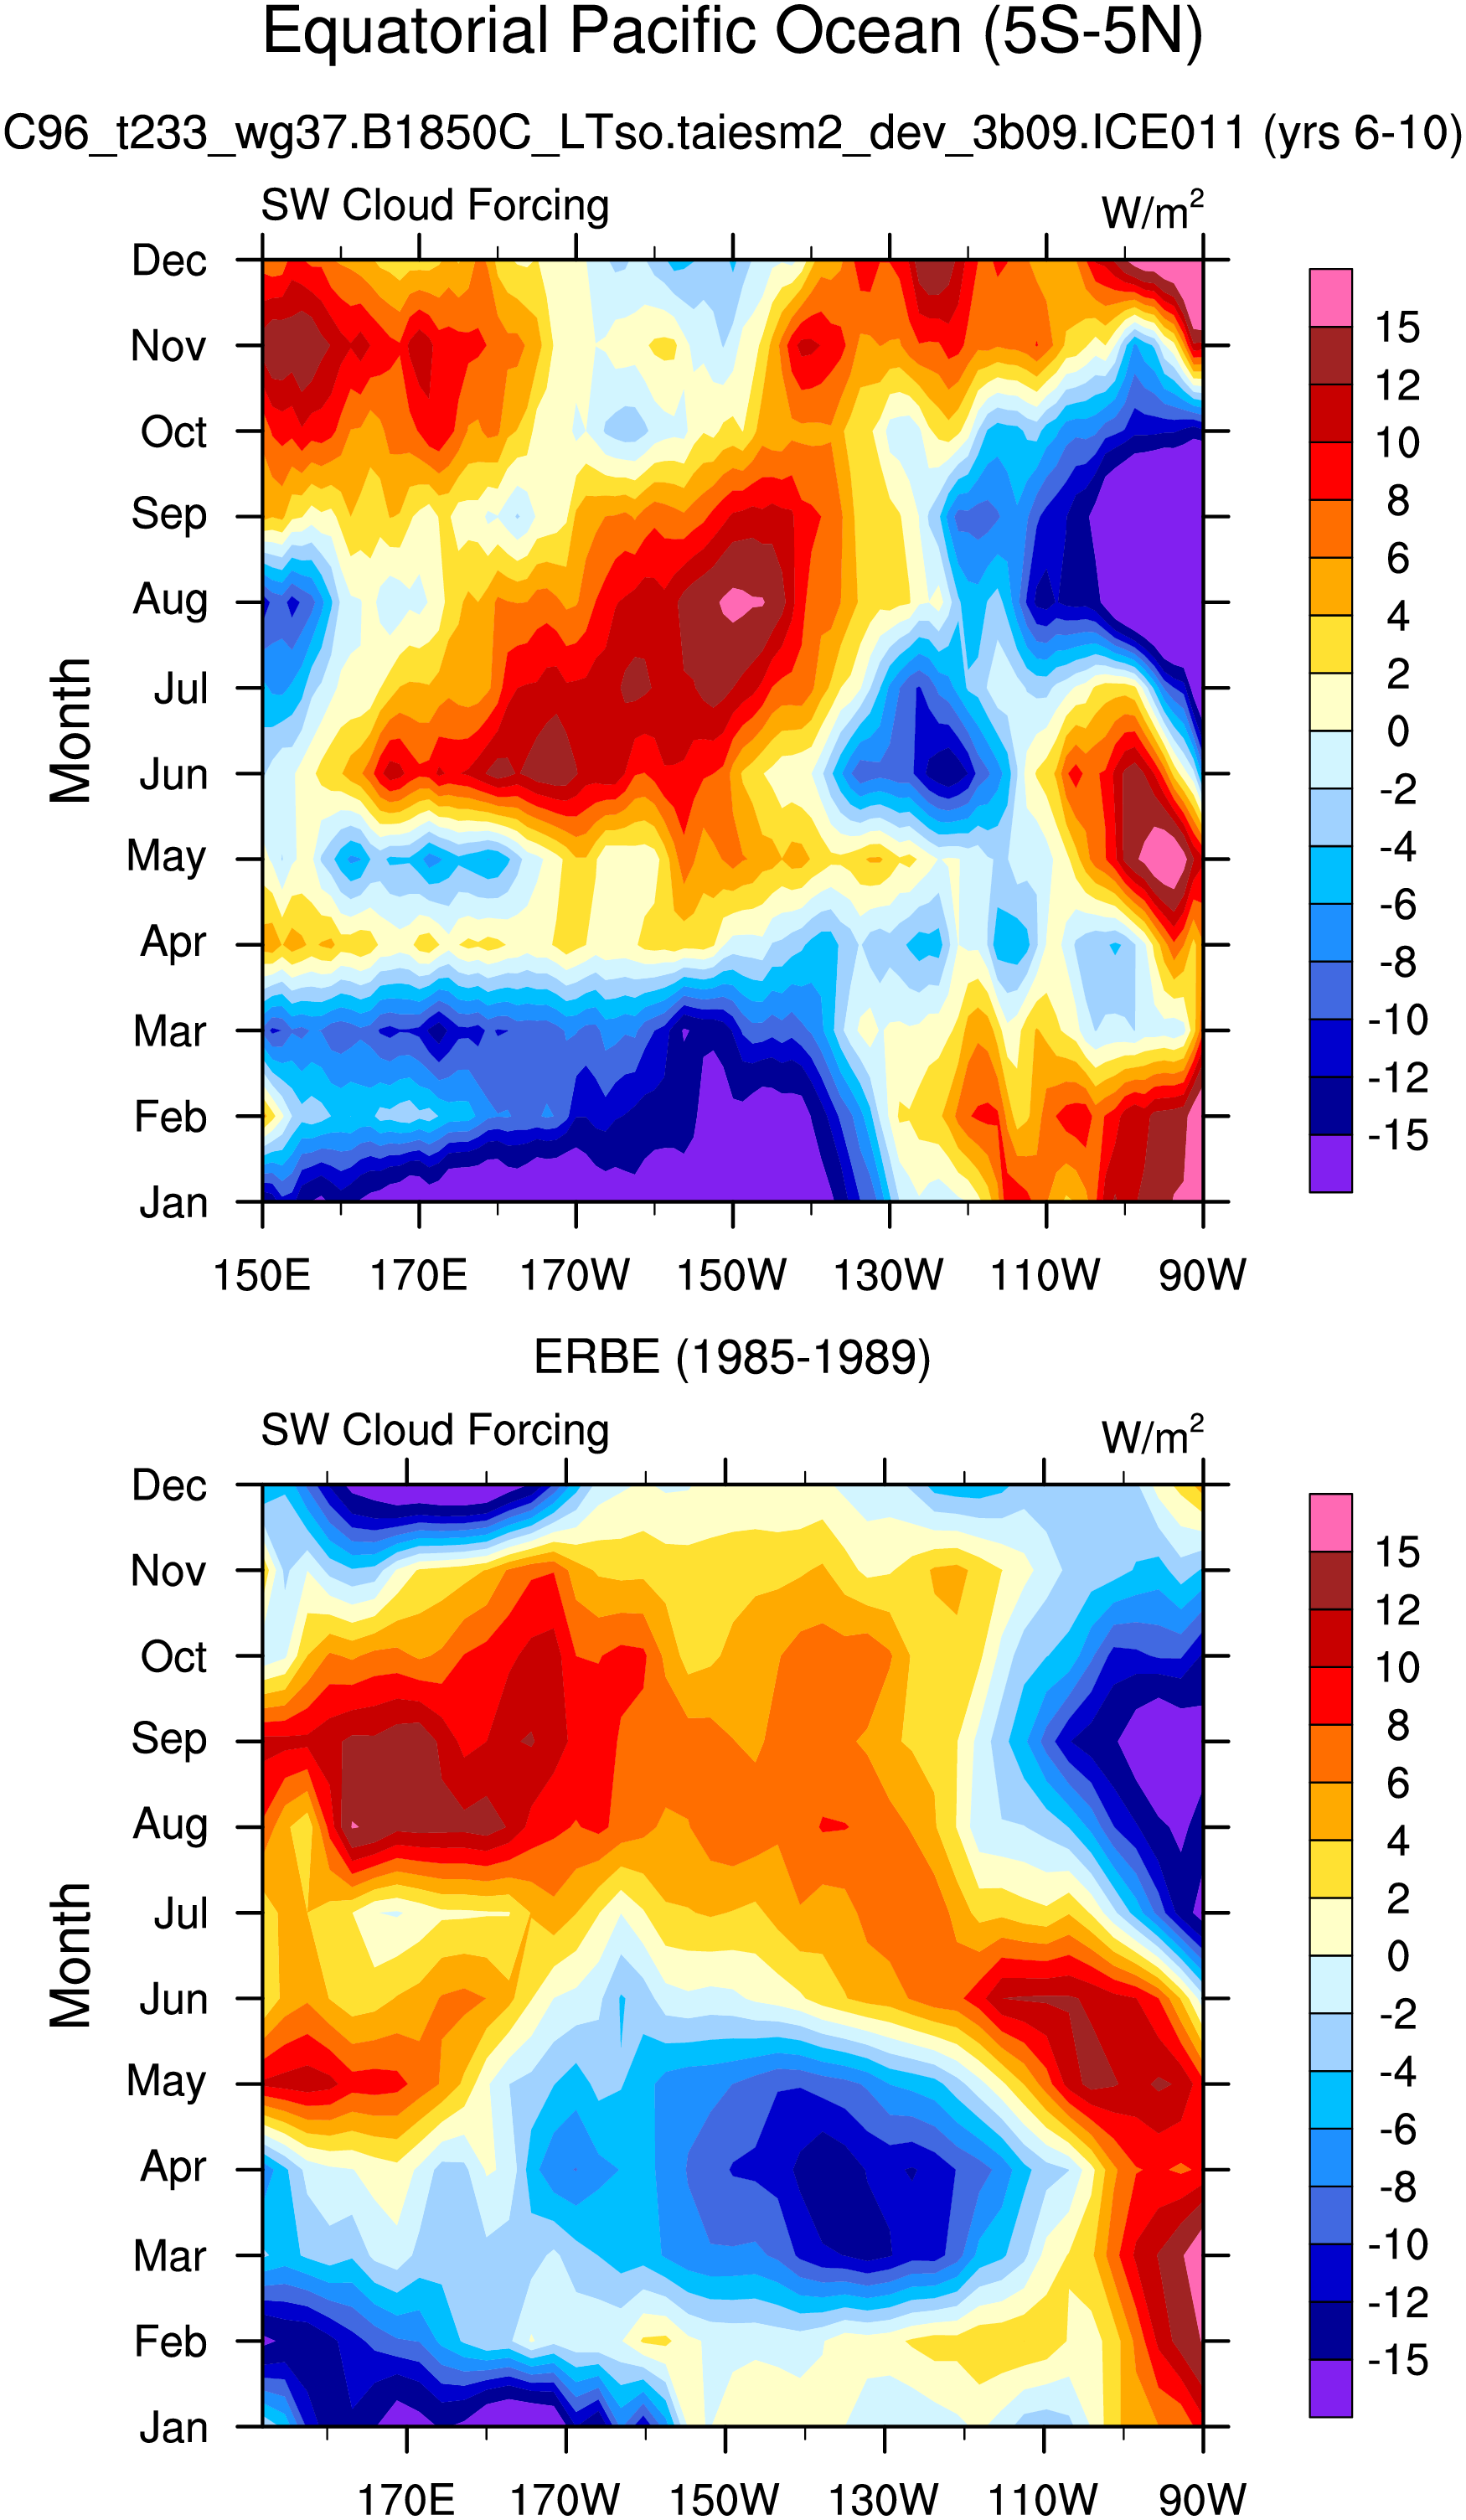 Equatorial Pacific Ocean (5S-5N)
C96_t233_wg37.B1850C_LTso.taiesm2_dev_3b09.ICE011 (yrs 6-10)
SW Cloud Forcing W/m²
Dec
Nov
Oct
Sep
Aug
Jul
Jun
May
Apr
Mar
Feb
Jan
Month
150E 170E 170W 150W 130W 110W 90W
15
12
10
8
6
4
2
0
-2
-4
-6
-8
-10
-12
-15
ERBE (1985-1989)
SW Cloud Forcing W/m²
Dec
Nov
Oct
Sep
Aug
Jul
Jun
May
Apr
Mar
Feb
Jan
Month
170E 170W 150W 130W 110W 90W
15
12
10
8
6
4
2
0
-2
-4
-6
-8
-10
-12
-15